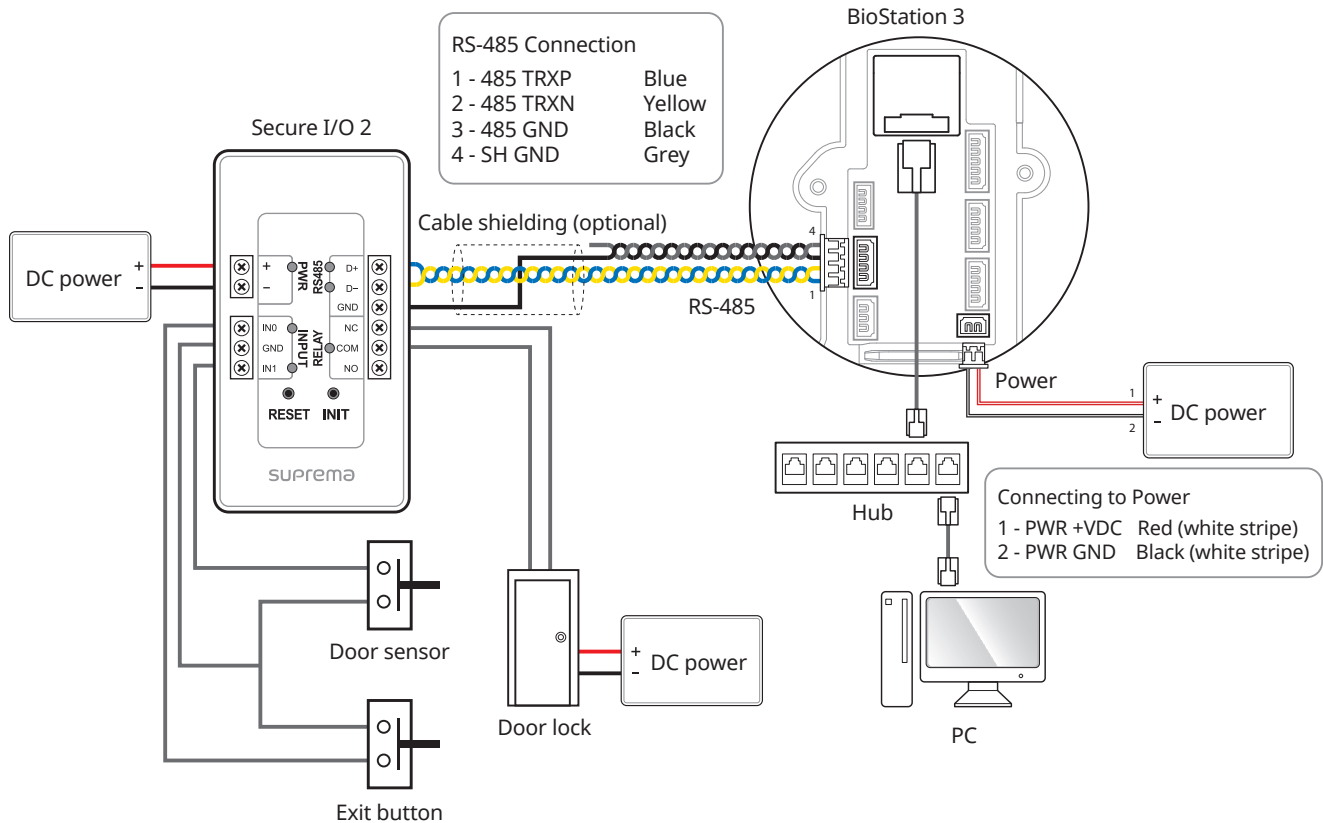 BioStation 3
RS-485 Connection
1 - 485 TRXP Blue
2 - 485 TRXN Yellow
3 - 485 GND Black
4 - SH GND Grey
Secure I/O 2
Cable shielding (optional)
4
1
RS-485
DC power
+
-
+
-
PWR
RS485
D+
D-
GND
IN0
GND
IN1
INPUT
RELAY
NC
COM
NO
RESET INIT
suprema
Power
1
2
+
-
DC power
Hub
Connecting to Power
1 - PWR +VDC Red (white stripe)
2 - PWR GND Black (white stripe)
Door sensor
+
-
DC power
Door lock
PC
Exit button